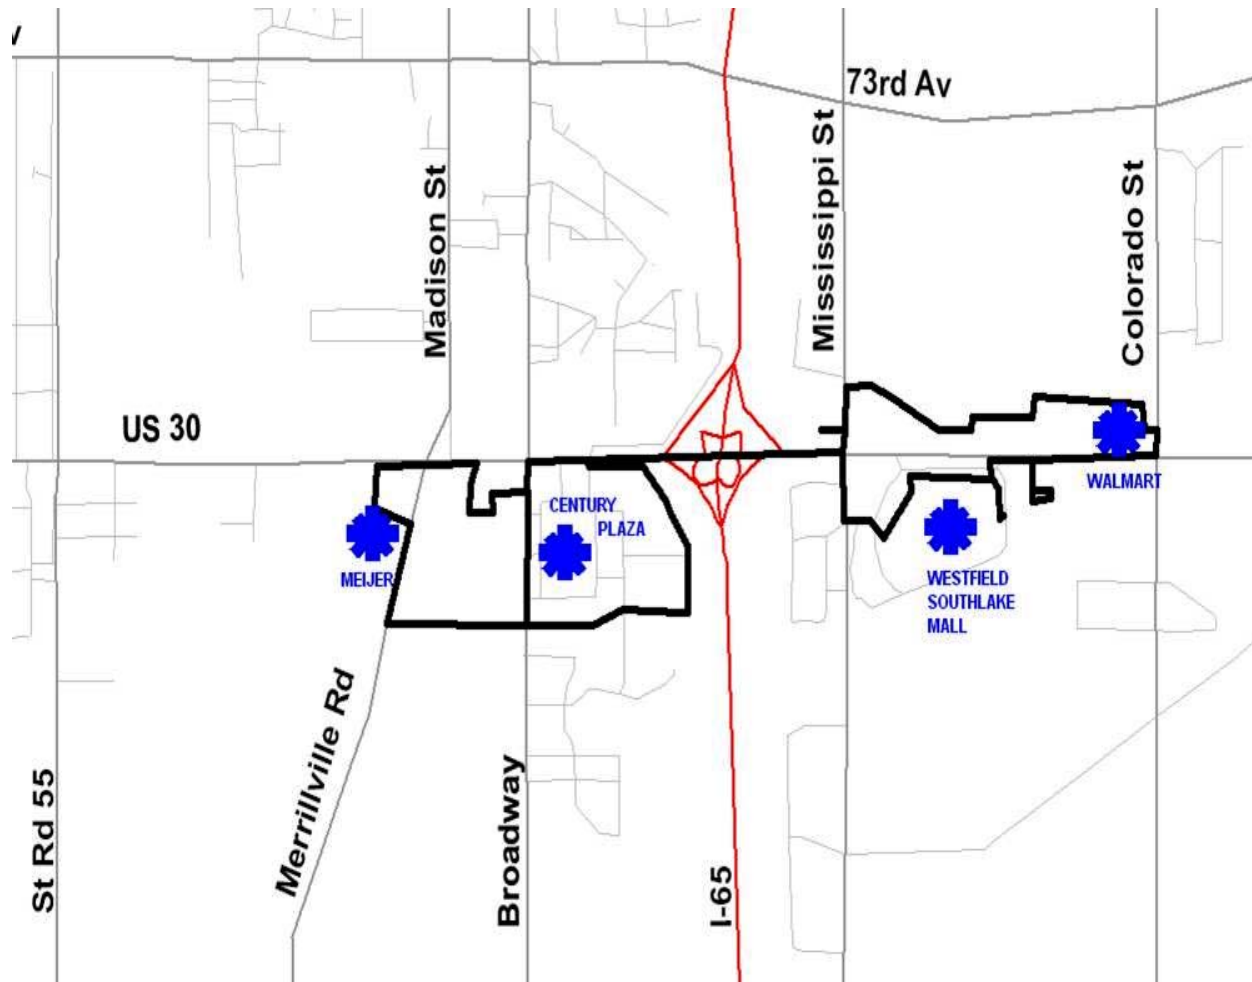 73rd Av
Mississippi St
Madison St
Colorado St
US 30
CENTURY
PLAZA
WALMART
MEIJER
WESTFIELD
SOUTHLAKE
MALL
Merrillville Rd
St Rd 55
Broadway
I-65